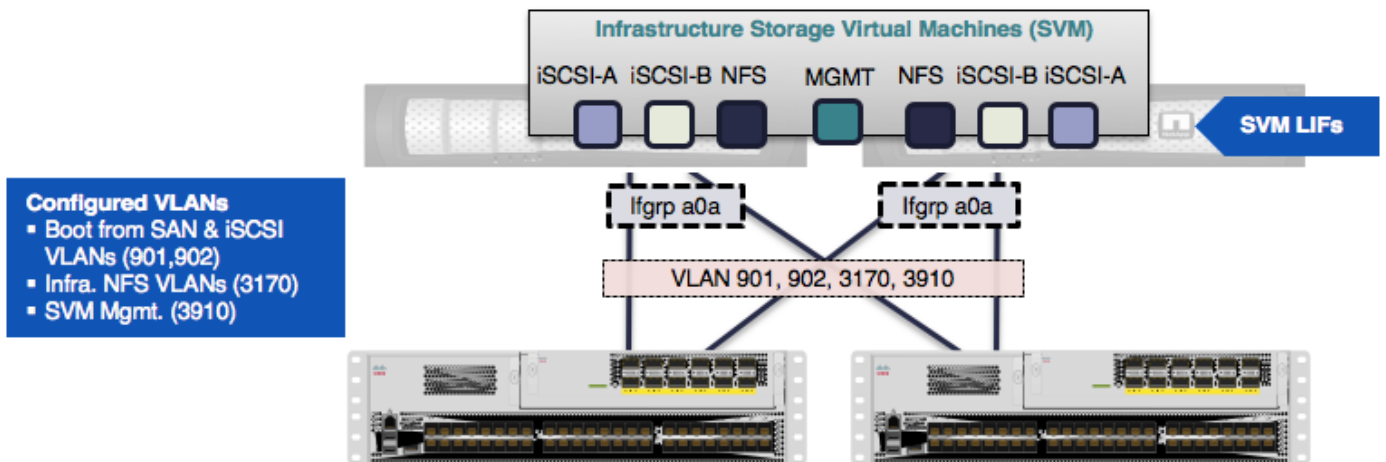 Infrastructure Storage Virtual Machines (SVM)
iSCSI-A iSCSI-B NFS MGMT NFS iSCSI-B iSCSI-A
SVM LIFs
Ifgrp a0a Ifgrp a0a
Configured VLANs
▪ Boot from SAN & iSCSI
VLANs (901,902)
▪ Infra. NFS VLANs (3170)
▪ SVM Mgmt. (3910)
VLAN 901, 902, 3170, 3910